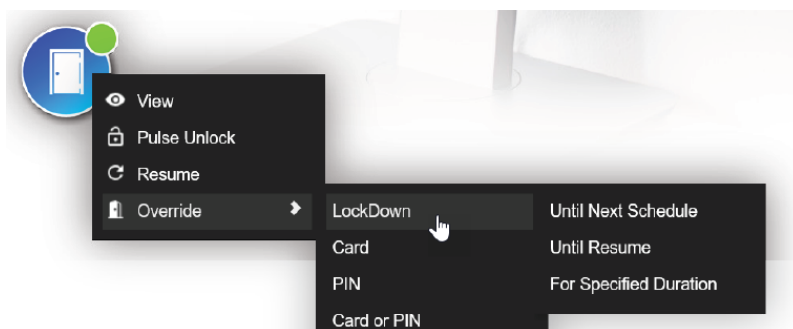 View
Pulse Unlock
Resume
Override
LockDown
Card
PIN
Card or PIN
Until Next Schedule
Until Resume
For Specified Duration